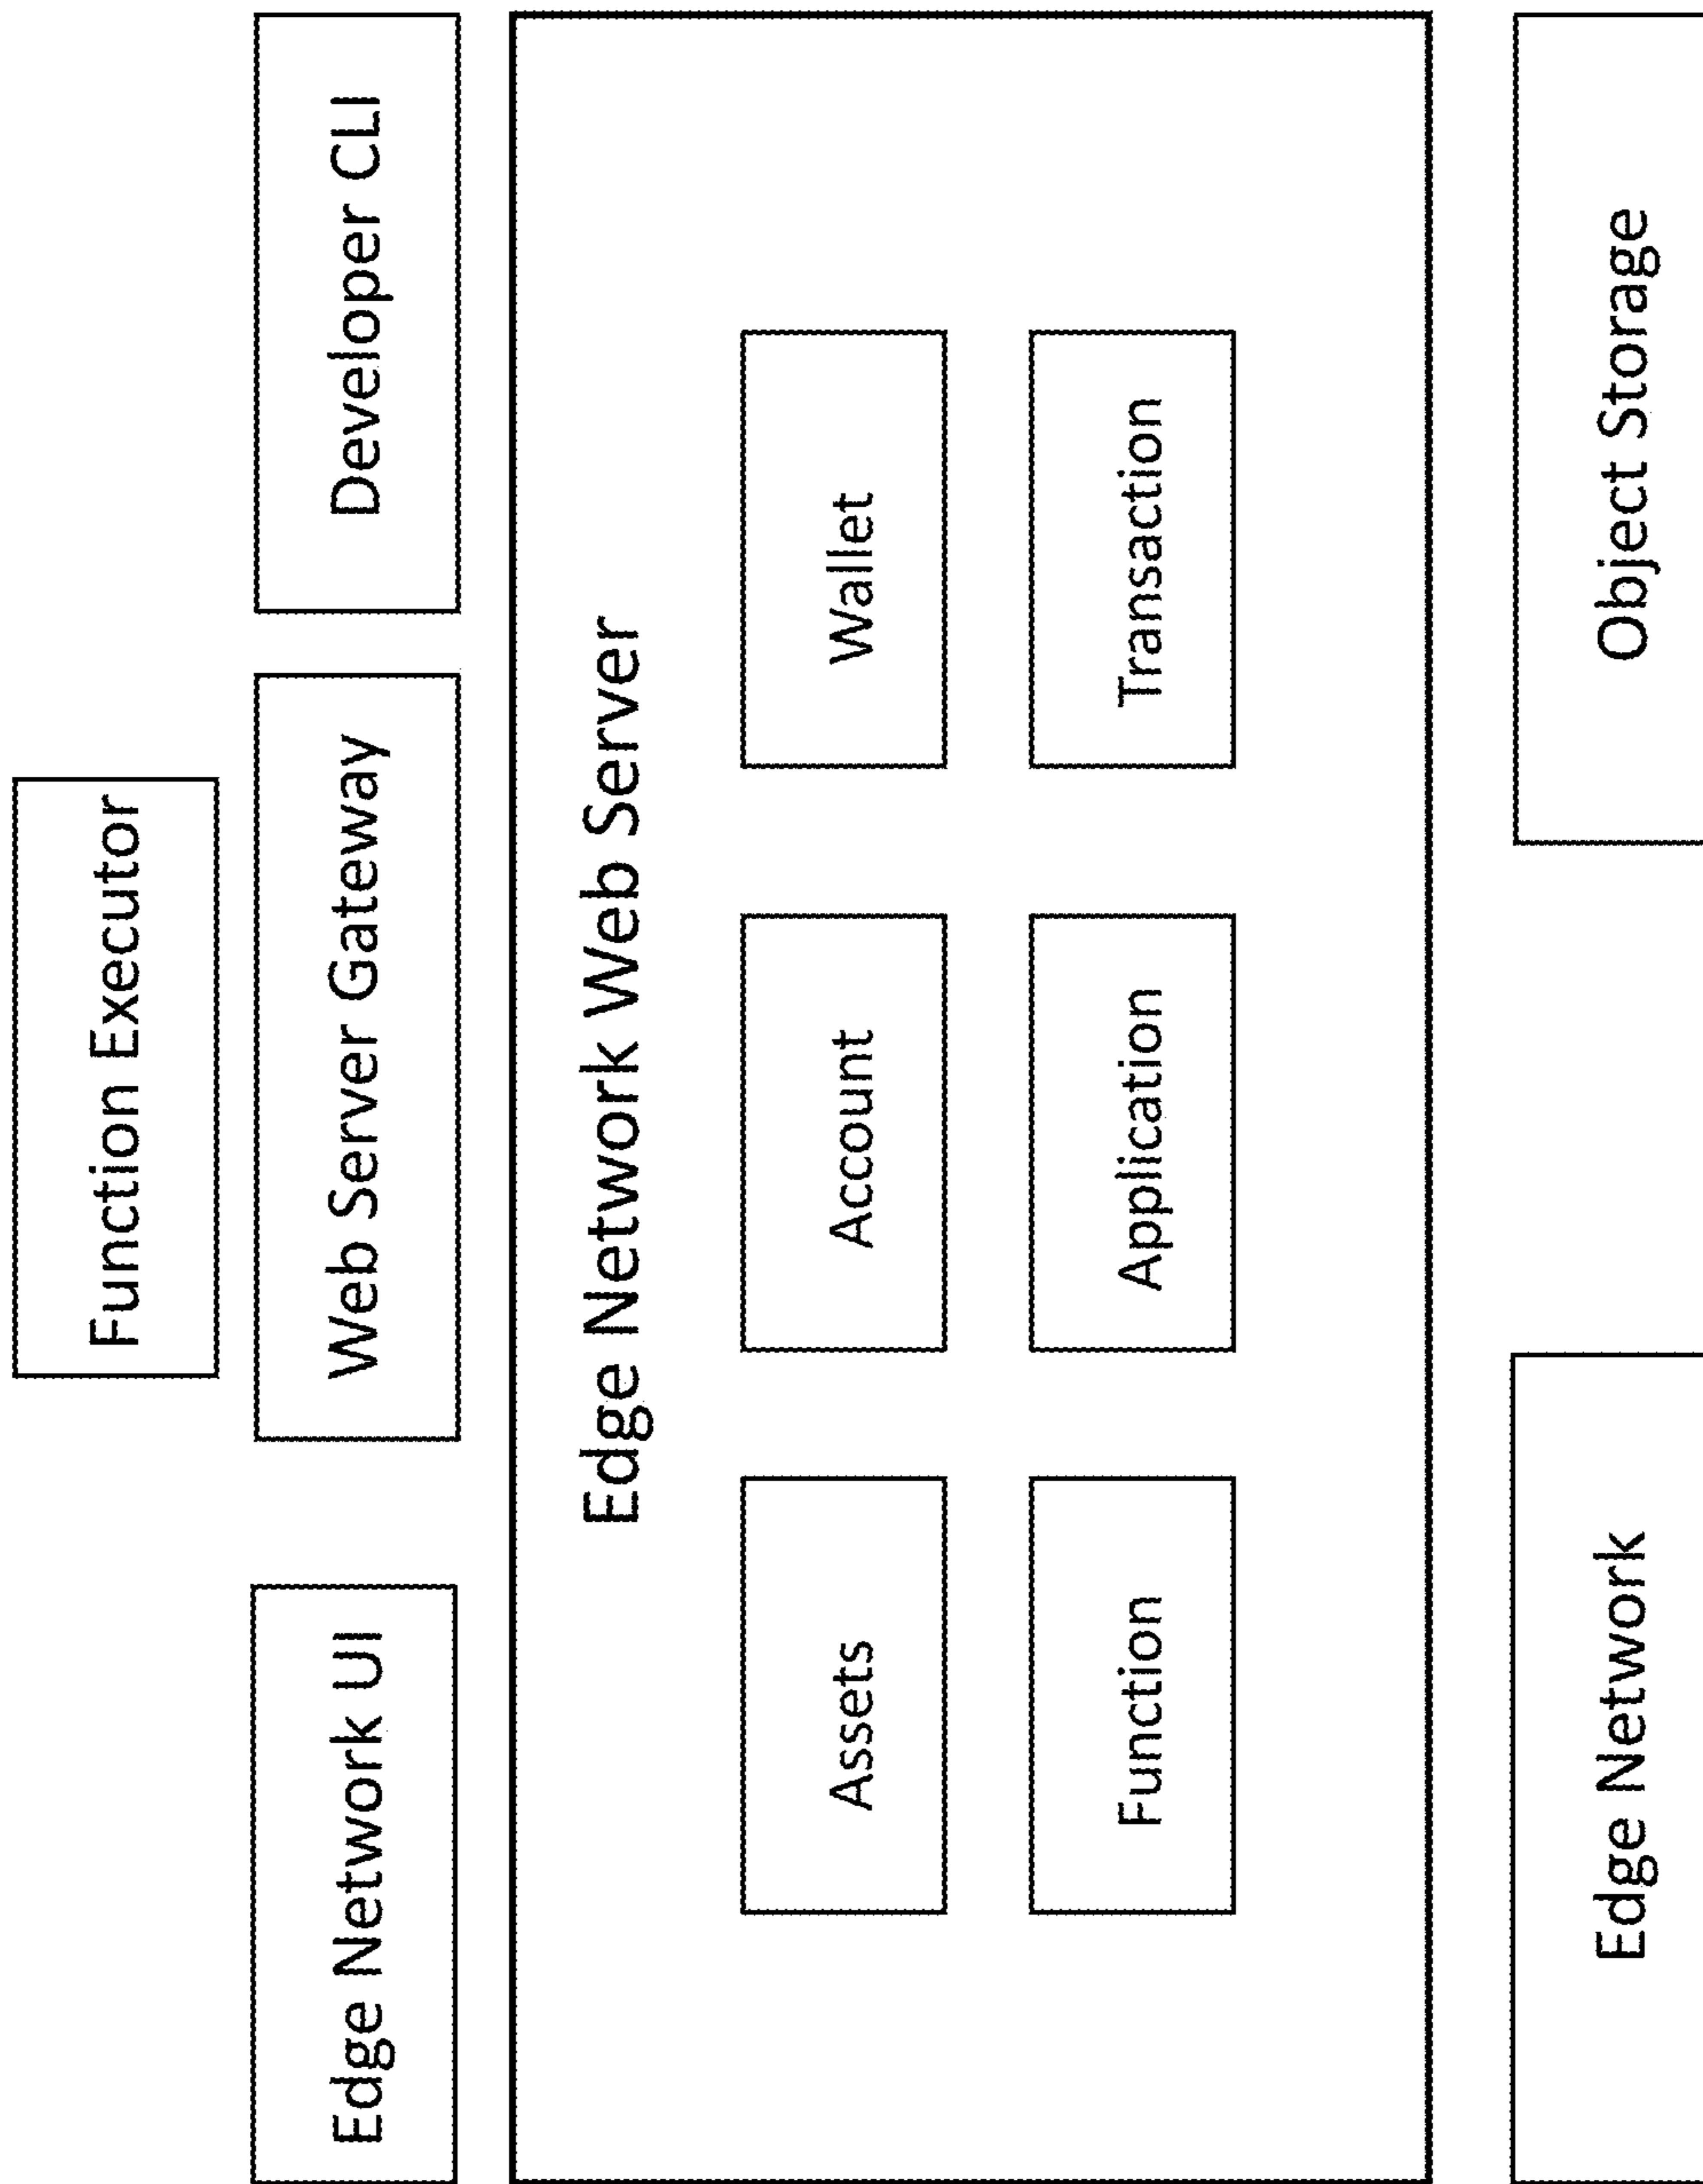 Function Executor
Edge Network UI
Web Server Gateway
Developer CLI
Edge Network Web Server
Assets
Account
Wallet
Function
Application
Transaction
Edge Network
Object Storage